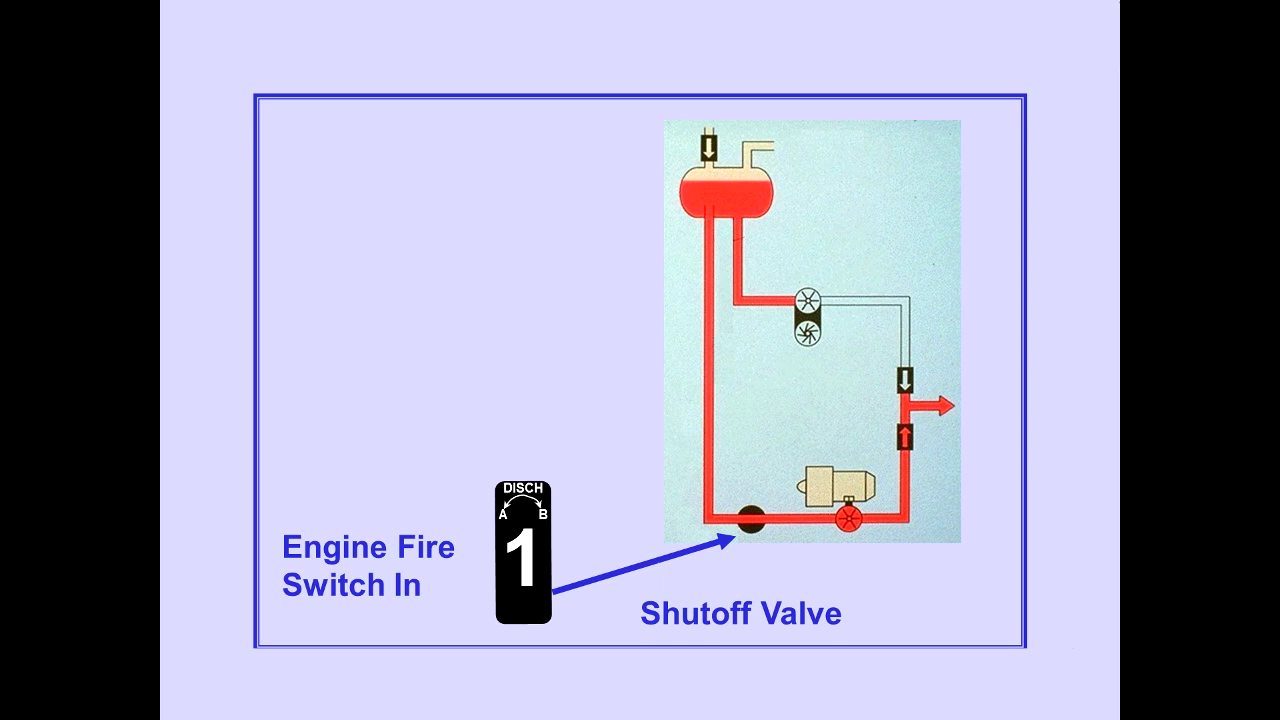 DISCH
A B
1
Engine Fire
Switch In
Shutoff Valve